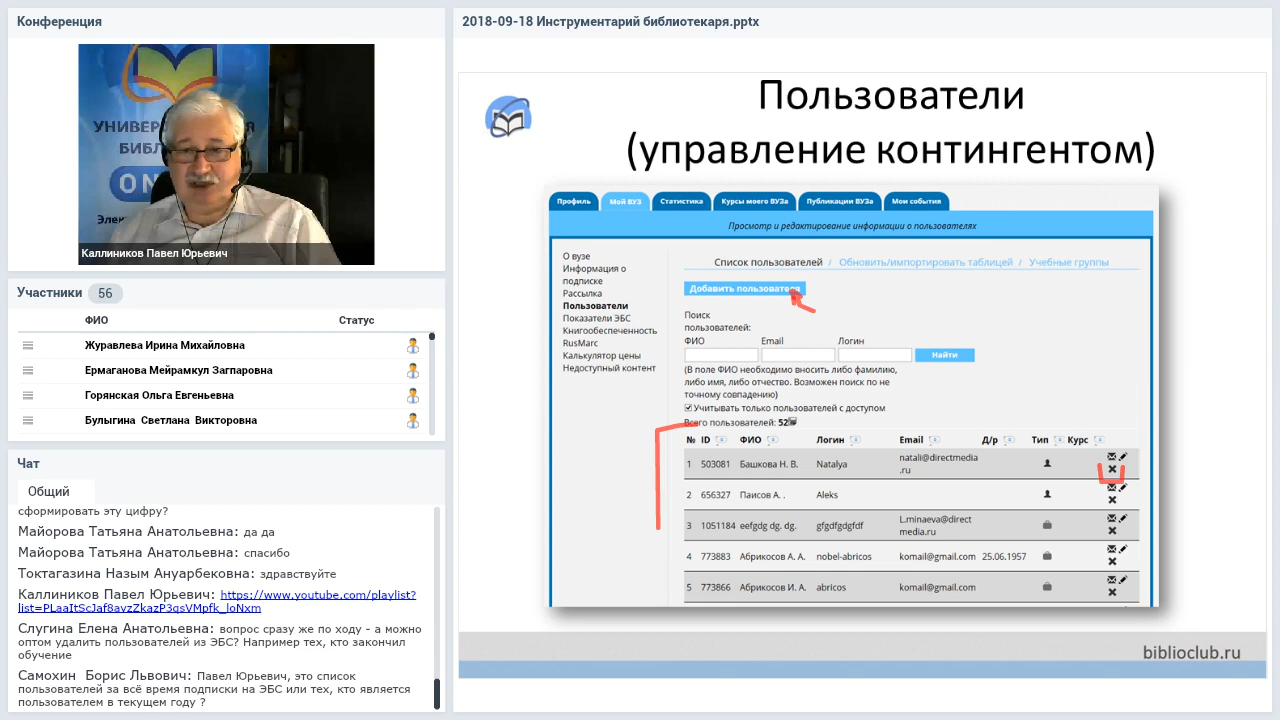 Конференция
УНИВЕР
БИБЛ
Каллиников Павел Юрьевич
Участники 56
ФИО Статус
Журавлева Ирина Михайловна
Ермаганова Мейрамкул Загпаровна
Горянская Ольга Евгеньевна
Булыгина Светлана Викторовна
Чат
Общий
сформировать эту цифру?
Майорова Татьяна Анатольевна: да да
Майорова Татьяна Анатольевна: спасибо
Токтагазина Назым Ануарбековна: здравствуйте
Каллиников Павел Юрьевич: https://www.youtube.com/playlist?
list=PLaaItScJaf8avzZkazP3qsVMpfk_loNxm
Слугина Елена Анатольевна: вопрос сразу же по ходу - а можно
оптом удалить пользователей из ЭБС? Например тех, кто закончил
обучение
Самохин Борис Львович: Павел Юрьевич, это список
пользователей за всё время подписки на ЭБС или тех, кто является
пользователем в текущем году ?
2018-09-18 Инструментарий библиотекаря.pptx
Пользователи
(управление контингентом)
Профиль Мой ВУЗ Статистика Курсы моего ВУЗа Публикации ВУЗа Мои события
Просмотр и редактирование информации о пользователях
О вузе
Информация о
подписке
Рассылка
Пользователи
Показатели ЭБС
Книгообеспеченность
RusMarc
Калькулятор цены
Недоступный контент
Список пользователей / Обновить/импортировать таблицей / Учебные группы
Добавить пользователя
Поиск
пользователей:
ФИО Email Логин
Найти
(В поле ФИО необходимо вносить либо фамилию,
либо имя, либо отчество. Возможен поиск по не
точному совпадению)
Учитывать только пользователей с доступом
Всего пользователей: 52
№ ID ФИО Логин Email Д/р Тип Курс
1 503081 Башкова Н. В. Natalya natali@directmedia
.ru
2 656327 Паисов А. . Aleks
3 1051184 eefgdg dg. dg. gfgdfgdgfdf L.minaeva@direct
media.ru
4 773883 Абрикосов А. А. nobel-abricos komail@gmail.com 25.06.1957
5 773866 Абрикосов И. А. abricos komail@gmail.com
biblioclub.ru